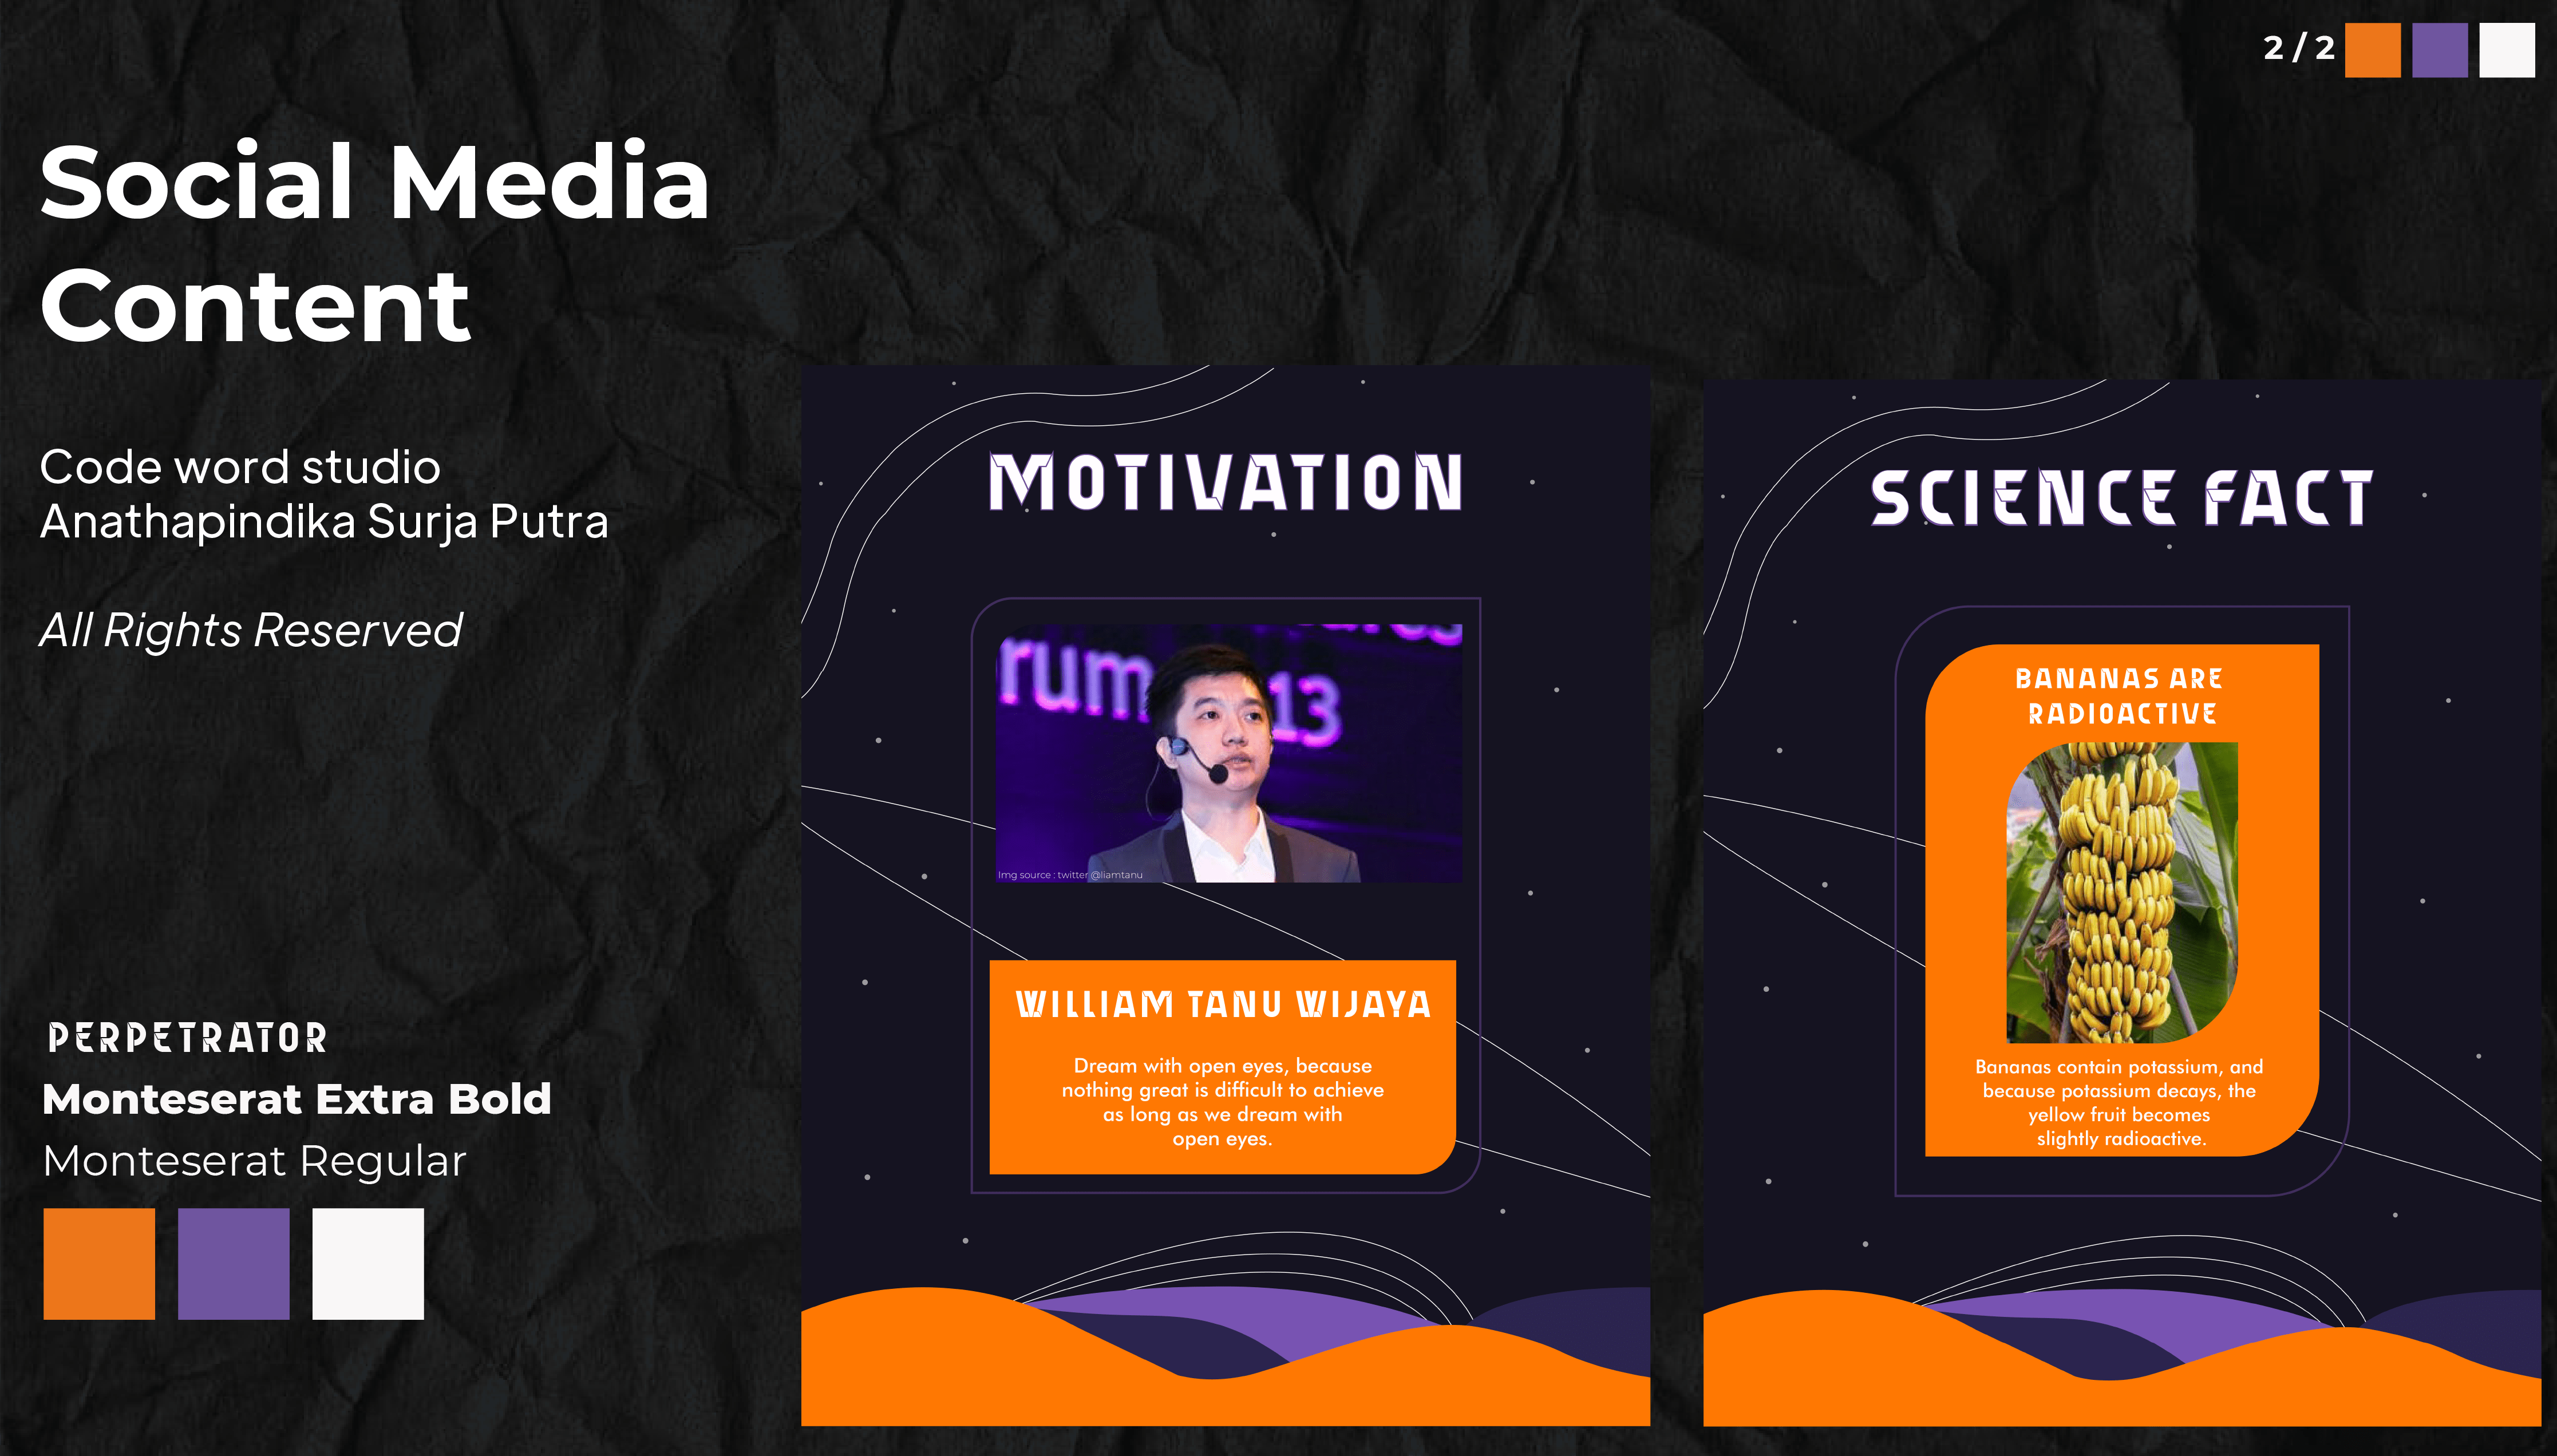 2 / 2
Social Media
Content
Code word studio
Anathapindika Surja Putra
All Rights Reserved
PERPETRATOR
Monteserat Extra Bold
Monteserat Regular
MOTIVATION
rum 13
Img source : twitter @liamtanu
WILLIAM TANU WIJAYA
Dream with open eyes, because
nothing great is difficult to achieve
as long as we dream with
open eyes.
SCIENCE FACT
BANANAS ARE
RADIOACTIVE
Bananas contain potassium, and
because potassium decays, the
yellow fruit becomes
slightly radioactive.